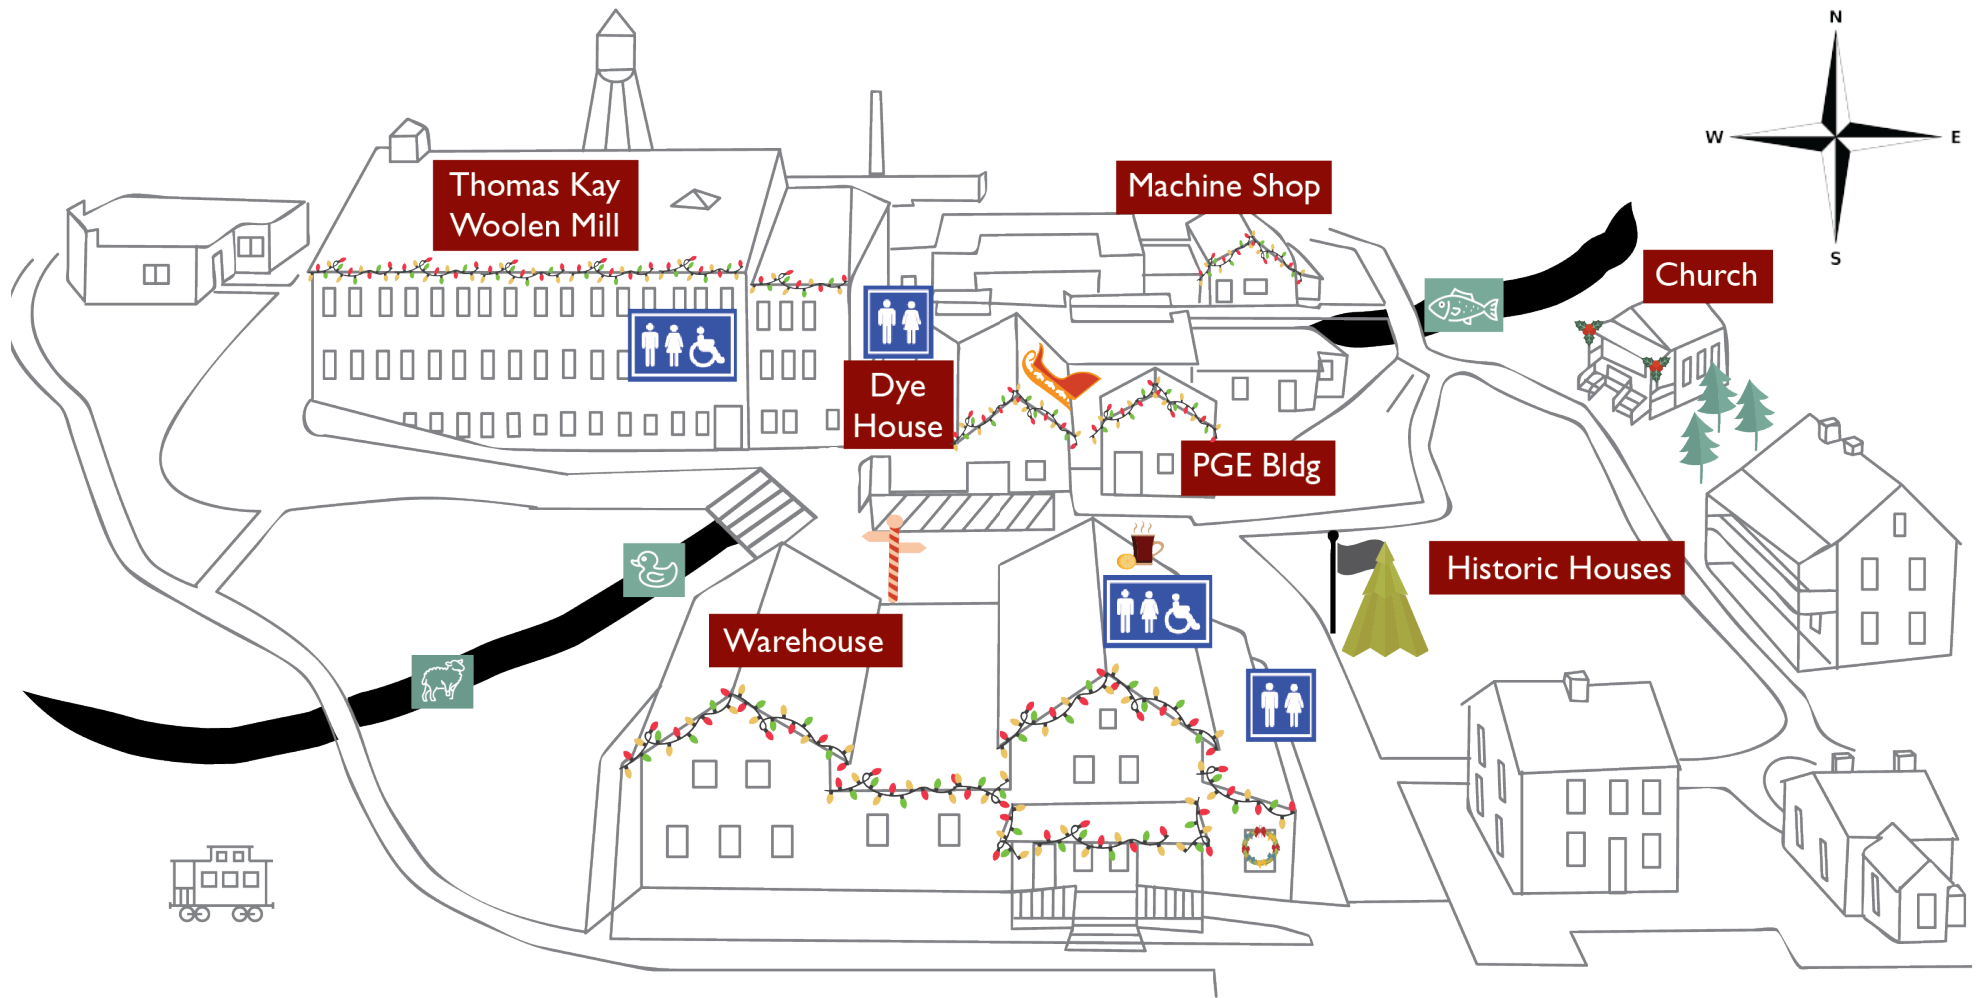 N
W
E
S
Thomas Kay
Woolen Mill
Machine Shop
Church
Dye
House
PGE Bldg
Historic Houses
Warehouse